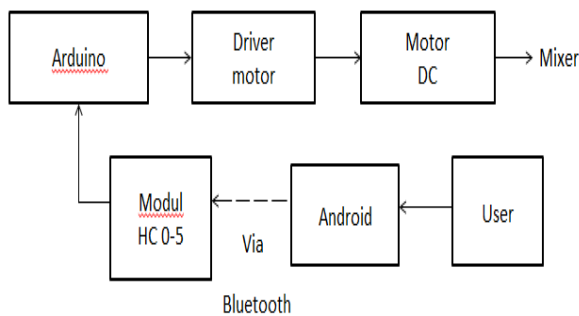 Arduino
Driver
motor
Motor
DC
Mixer
Modul
HC 0-5
Via
Bluetooth
Android
User